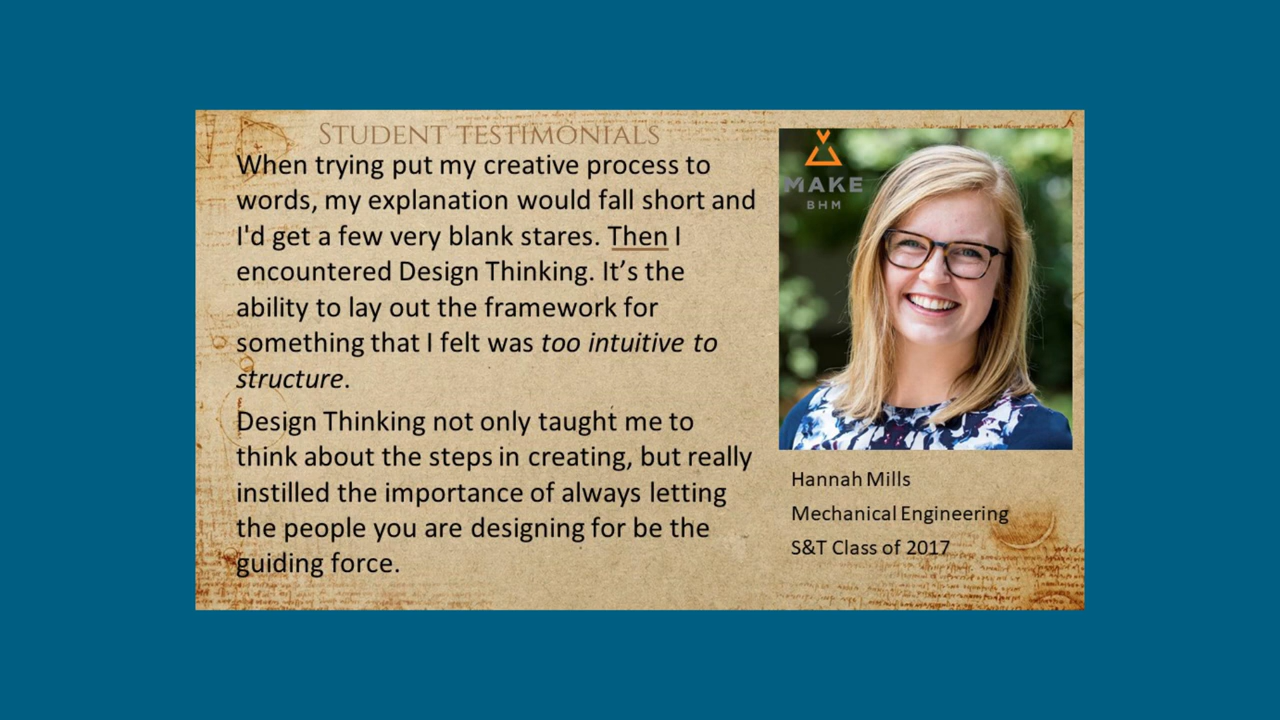 STUDENT TESTIMONIALS
When trying put my creative process to
words, my explanation would fall short and
I'd get a few very blank stares. Then I
encountered Design Thinking. It’s the
ability to lay out the framework for
something that I felt was too intuitive to
structure.
Design Thinking not only taught me to
think about the steps in creating, but really
instilled the importance of always letting
the people you are designing for be the
guiding force.
MAKE
BHM
Hannah Mills
Mechanical Engineering
S&T Class of 2017